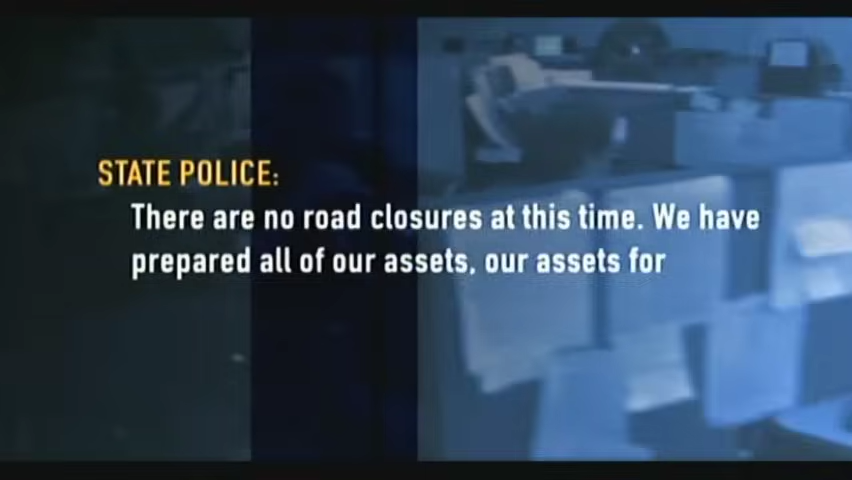 STATE POLICE:
There are no road closures at this time. We have
prepared all of our assets, our assets for